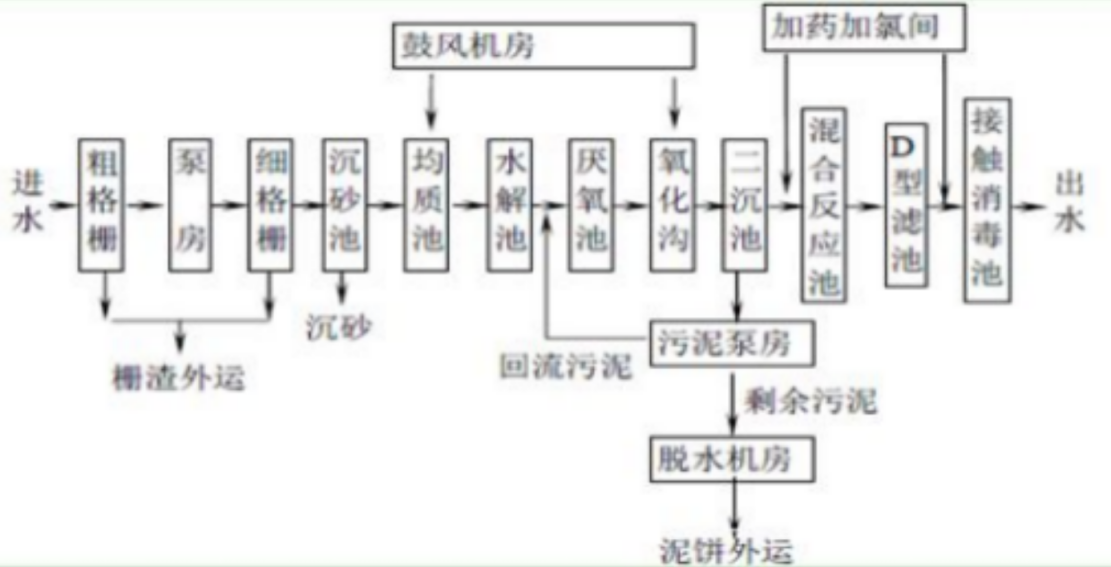 鼓风机房
加药加氯间
进水
粗格栅
泵房
细格栅
沉砂池
均质池
水解池
厌氧池
氧化沟
二沉池
混合反应池
D型滤池
接触消毒池
出水
栅渣外运
沉砂
回流污泥
污泥泵房
剩余污泥
脱水机房
泥饼外运